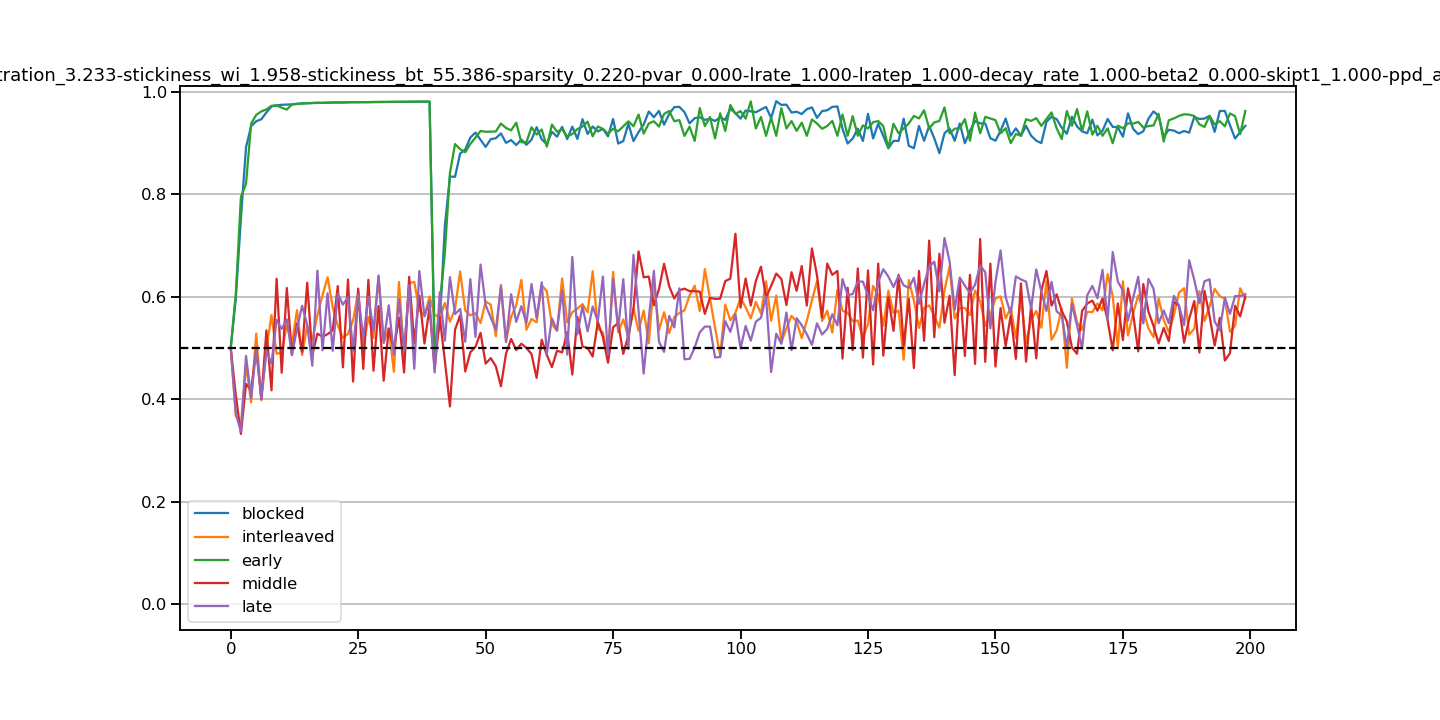 tration_3.233-stickiness_wi_1.958-stickiness_bt_55.386-sparsity_0.220-pvar_0.000-lrate_1.000-lratep_1.000-decay_rate_1.000-beta2_0.000-skipt1_1.000-ppd_a
1.0
0.8
0.6
0.4
0.2
0.0
blocked
interleaved
early
middle
late
0 25 50 75 100 125 150 175 200